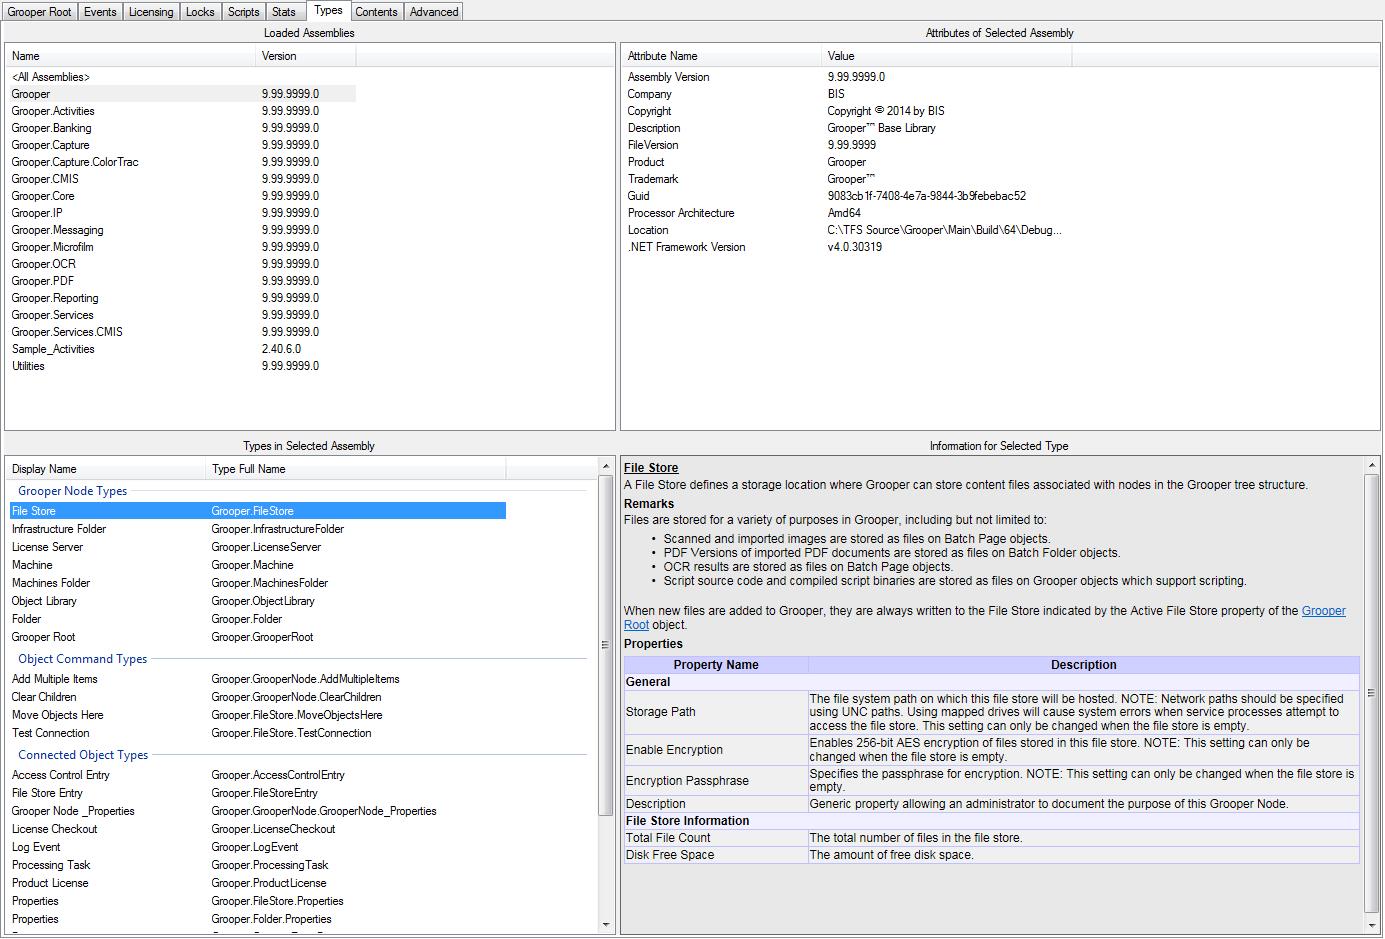 Grooper Root Events Licensing Locks Scripts Stats Types Contents Advanced
Loaded Assemblies
Name Version
<All Assemblies>
Grooper 9.99.9999.0
Grooper.Activities 9.99.9999.0
Grooper.Banking 9.99.9999.0
Grooper.Capture 9.99.9999.0
Grooper.Capture.ColorTrac 9.99.9999.0
Grooper.CMIS 9.99.9999.0
Grooper.Core 9.99.9999.0
Grooper.IP 9.99.9999.0
Grooper.Messaging 9.99.9999.0
Grooper.Microfilm 9.99.9999.0
Grooper.OCR 9.99.9999.0
Grooper.PDF 9.99.9999.0
Grooper.Reporting 9.99.9999.0
Grooper.Services 9.99.9999.0
Grooper.Services.CMIS 9.99.9999.0
Sample_Activities 2.40.6.0
Utilities 9.99.9999.0
Attributes of Selected Assembly
Attribute Name Value
Assembly Version 9.99.9999.0
Company BIS
Copyright Copyright © 2014 by BIS
Description Grooper™ Base Library
FileVersion 9.99.9999
Product Grooper
Trademark Grooper™
Guid 9083cb1f-7408-4e7a-9844-3b9febebac52
Processor Architecture Amd64
Location C:\TFS Source\Grooper\Main\Build\64\Debug...
.NET Framework Version v4.0.30319
Types in Selected Assembly
Display Name Type Full Name
Grooper Node Types
File Store Grooper.FileStore
Infrastructure Folder Grooper.InfrastructureFolder
License Server Grooper.LicenseServer
Machine Grooper.Machine
Machines Folder Grooper.MachinesFolder
Object Library Grooper.ObjectLibrary
Folder Grooper.Folder
Grooper Root Grooper.GrooperRoot
Object Command Types
Add Multiple Items Grooper.GrooperNode.AddMultipleItems
Clear Children Grooper.GrooperNode.ClearChildren
Move Objects Here Grooper.FileStore.MoveObjectsHere
Test Connection Grooper.FileStore.TestConnection
Connected Object Types
Access Control Entry Grooper.AccessControlEntry
File Store Entry Grooper.FileStoreEntry
Grooper Node _Properties Grooper.GrooperNode.GrooperNode_Properties
License Checkout Grooper.LicenseCheckout
Log Event Grooper.LogEvent
Processing Task Grooper.ProcessingTask
Product License Grooper.ProductLicense
Properties Grooper.FileStore.Properties
Properties Grooper.Folder.Properties
Information for Selected Type
File Store
A File Store defines a storage location where Grooper can store content files associated with nodes in the Grooper tree structure.
Remarks
Files are stored for a variety of purposes in Grooper, including but not limited to:
• Scanned and imported images are stored as files on Batch Page objects.
• PDF Versions of imported PDF documents are stored as files on Batch Folder objects.
• OCR results are stored as files on Batch Page objects.
• Script source code and compiled script binaries are stored as files on Grooper objects which support scripting.
When new files are added to Grooper, they are always written to the File Store indicated by the Active File Store property of the Grooper
Root object.
Properties
Property Name Description
General
Storage Path The file system path on which this file store will be hosted. NOTE: Network paths should be specified
using UNC paths. Using mapped drives will cause system errors when service processes attempt to
access the file store. This setting can only be changed when the file store is empty.
Enable Encryption Enables 256-bit AES encryption of files stored in this file store. NOTE: This setting can only be
changed when the file store is empty.
Encryption Passphrase Specifies the passphrase for encryption. NOTE: This setting can only be changed when the file store is
empty.
Description Generic property allowing an administrator to document the purpose of this Grooper Node.
File Store Information
Total File Count The total number of files in the file store.
Disk Free Space The amount of free disk space.